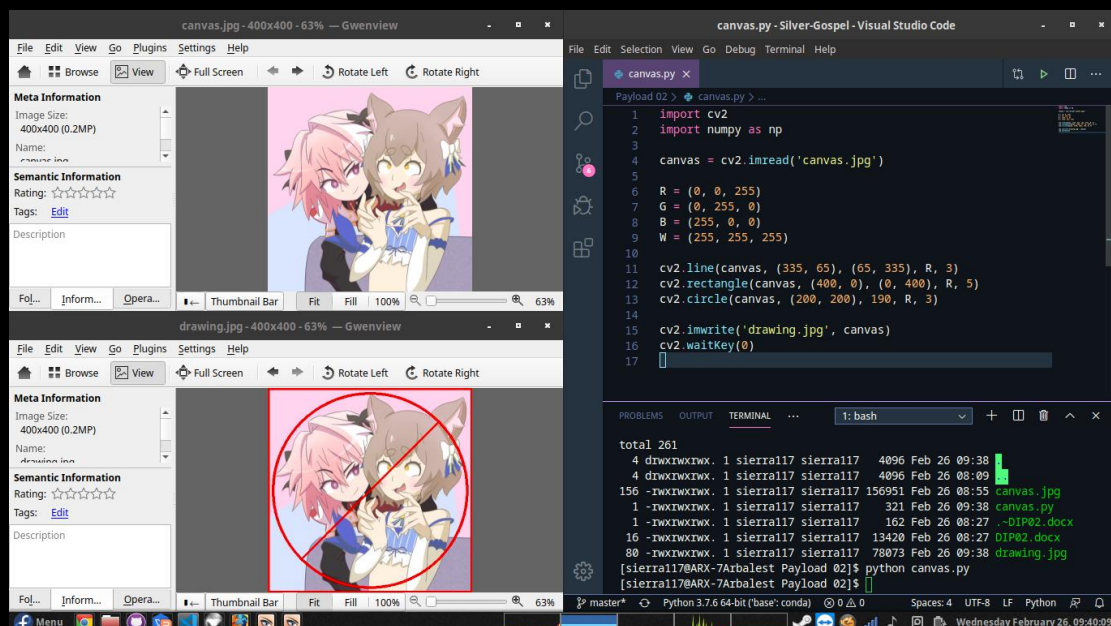 canvas.jpg - 400x400 - 63% — Gwenview
File Edit View Go Plugins Settings Help
Browse View Full Screen Rotate Left Rotate Right
Meta Information
Image Size:
400x400 (0.2MP)
Name:
canvas.jpg
Semantic Information
Rating:
Tags: Edit
Description
Fol... Inform... Opera...
Thumbnail Bar Fit Fill 100% 63%
drawing.jpg - 400x400 - 63% — Gwenview
File Edit View Go Plugins Settings Help
Browse View Full Screen Rotate Left Rotate Right
Meta Information
Image Size:
400x400 (0.2MP)
Name:
drawing.jpg
Semantic Information
Rating:
Tags: Edit
Description
Fol... Inform... Opera...
Thumbnail Bar Fit Fill 100% 63%
canvas.py - Silver-Gospel - Visual Studio Code
File Edit Selection View Go Debug Terminal Help
canvas.py
Payload 02 > canvas.py > ...
1 import cv2
2 import numpy as np
3
4 canvas = cv2.imread('canvas.jpg')
5
6 R = (0, 0, 255)
7 G = (0, 255, 0)
8 B = (255, 0, 0)
9 W = (255, 255, 255)
10
11 cv2.line(canvas, (335, 65), (65, 335), R, 3)
12 cv2.rectangle(canvas, (400, 0), (0, 400), R, 5)
13 cv2.circle(canvas, (200, 200), 190, R, 3)
14
15 cv2.imwrite('drawing.jpg', canvas)
16 cv2.waitKey(0)
17
6
PROBLEMS OUTPUT TERMINAL ... 1: bash
total 261
4 drwxrwxrwx. 1 sierra117 sierra117 4096 Feb 26 09:38 .
4 drwxrwxrwx. 1 sierra117 sierra117 4096 Feb 26 08:09 ..
156 -rwxrwxrwx. 1 sierra117 sierra117 156951 Feb 26 08:55 canvas.jpg
1 -rwxrwxrwx. 1 sierra117 sierra117 321 Feb 26 09:38 canvas.py
1 -rwxrwxrwx. 1 sierra117 sierra117 162 Feb 26 08:27 .~DIP02.docx
16 -rwxrwxrwx. 1 sierra117 sierra117 13420 Feb 26 08:27 DIP02.docx
80 -rwxrwxrwx. 1 sierra117 sierra117 78073 Feb 26 09:38 drawing.jpg
[sierra117@ARX-7Arbalest Payload 02]$ python canvas.py
[sierra117@ARX-7Arbalest Payload 02]$
master* Python 3.7.6 64-bit ('base': conda) 0 0 Spaces: 4 UTF-8 LF Python
Menu Wednesday February 26, 09:40:09